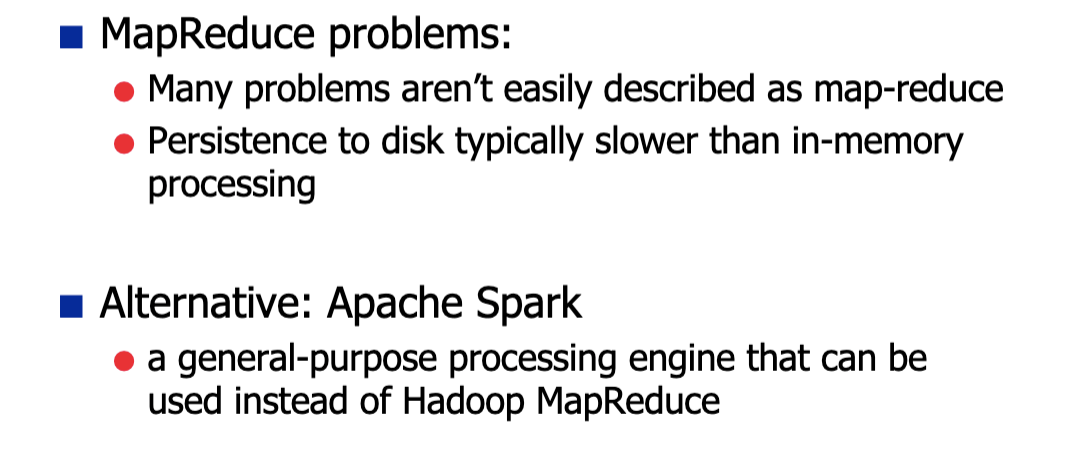 MapReduce problems:
Many problems aren’t easily described as map-reduce
Persistence to disk typically slower than in-memory
processing
Alternative: Apache Spark
a general-purpose processing engine that can be
used instead of Hadoop MapReduce